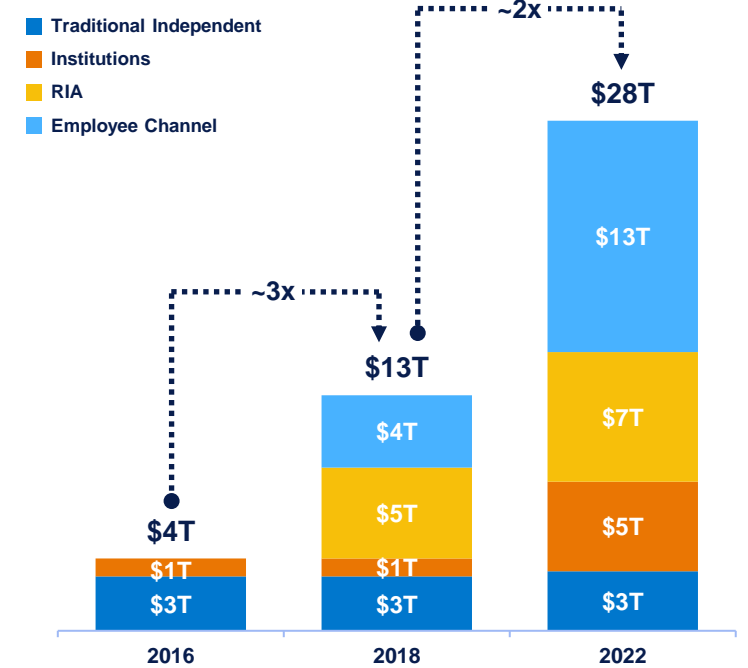 ~2x
Traditional Independent
Institutions
RIA
Employee Channel
$28T
$13T
~3x
$13T
$7T
$4T
$5T
$5T
$4T
$1T
$1T
$3T
$3T
$3T
2016
2018
2022